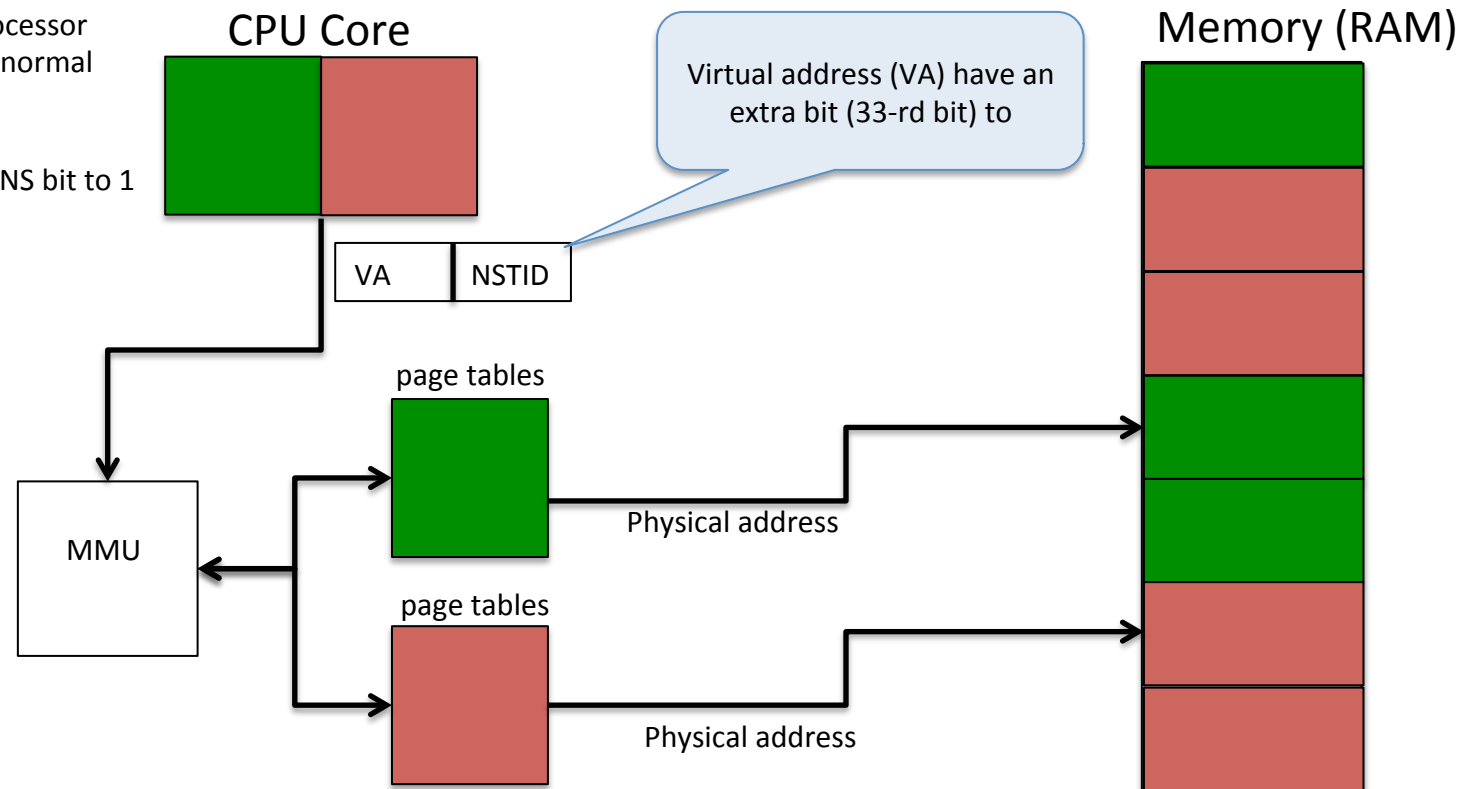 ocessor
normal
NS bit to 1
CPU Core
Virtual address (VA) have an
extra bit (33-rd bit) to
Memory (RAM)
VA
NSTID
page tables
MMU
Physical address
page tables
Physical address